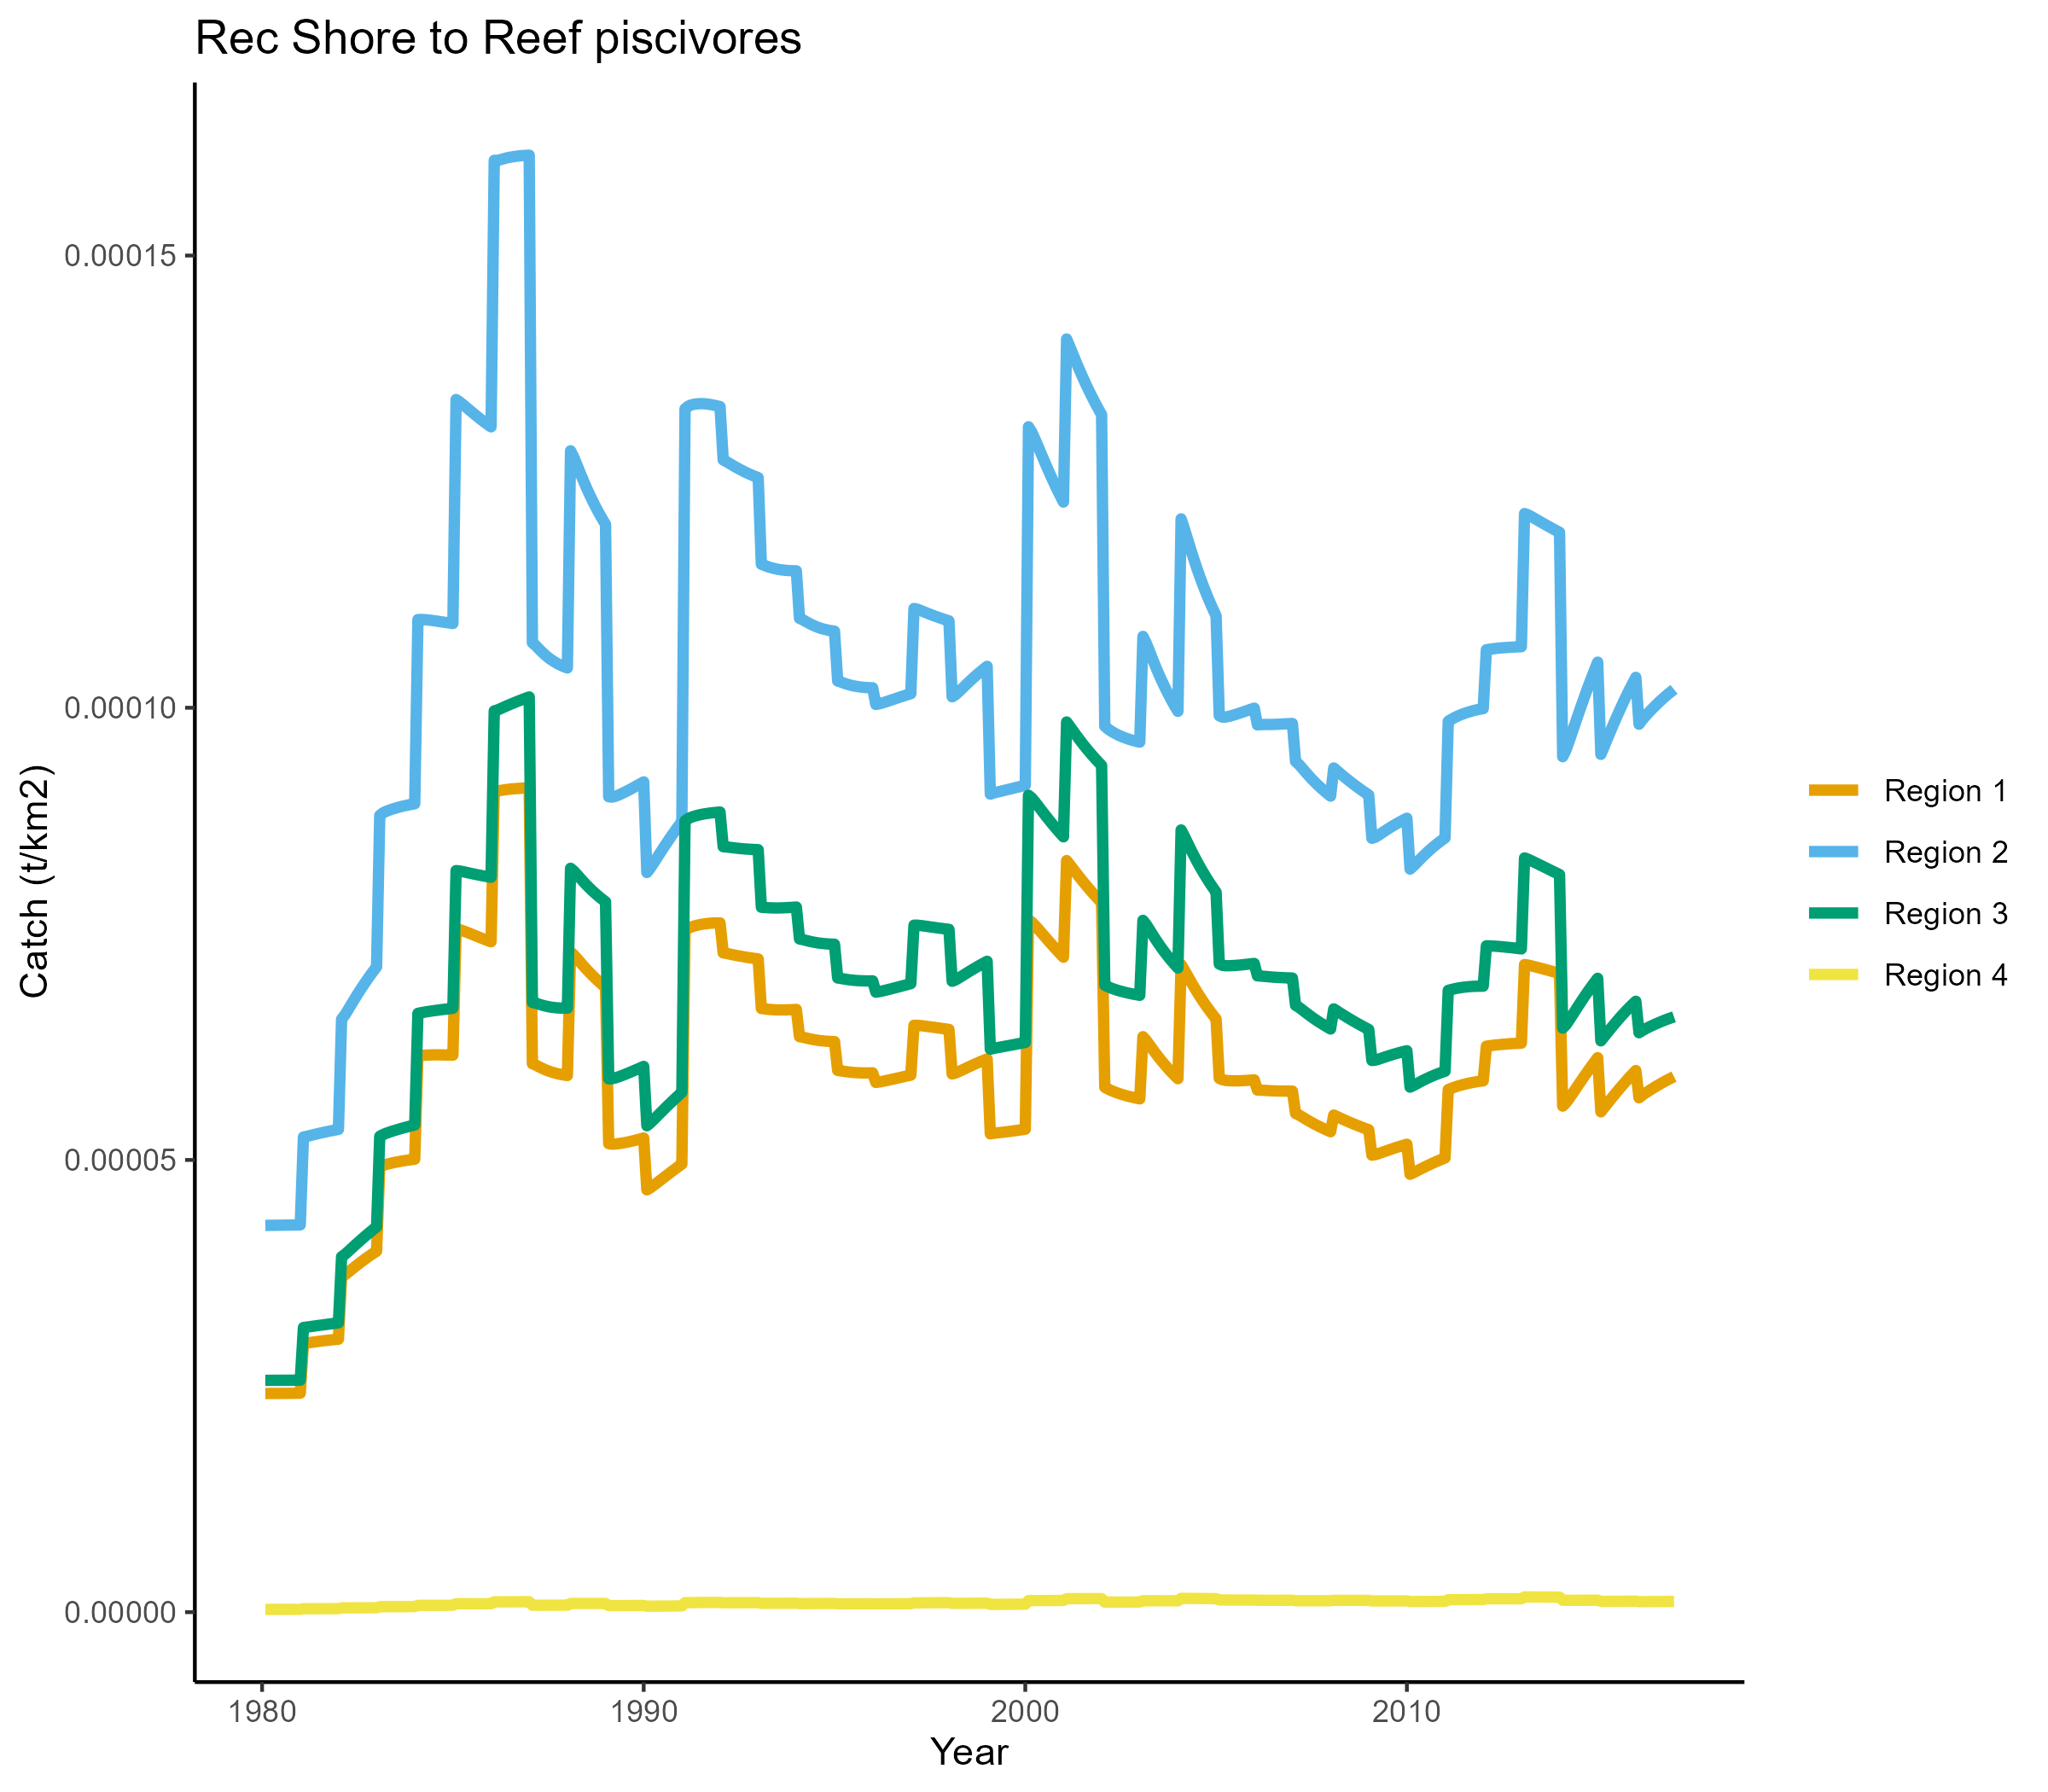 Rec Shore to Reef piscivores
Catch (t/km2)
0.00015
0.00010
0.00005
0.00000
1980 1990 2000 2010
Year
Region 1
Region 2
Region 3
Region 4